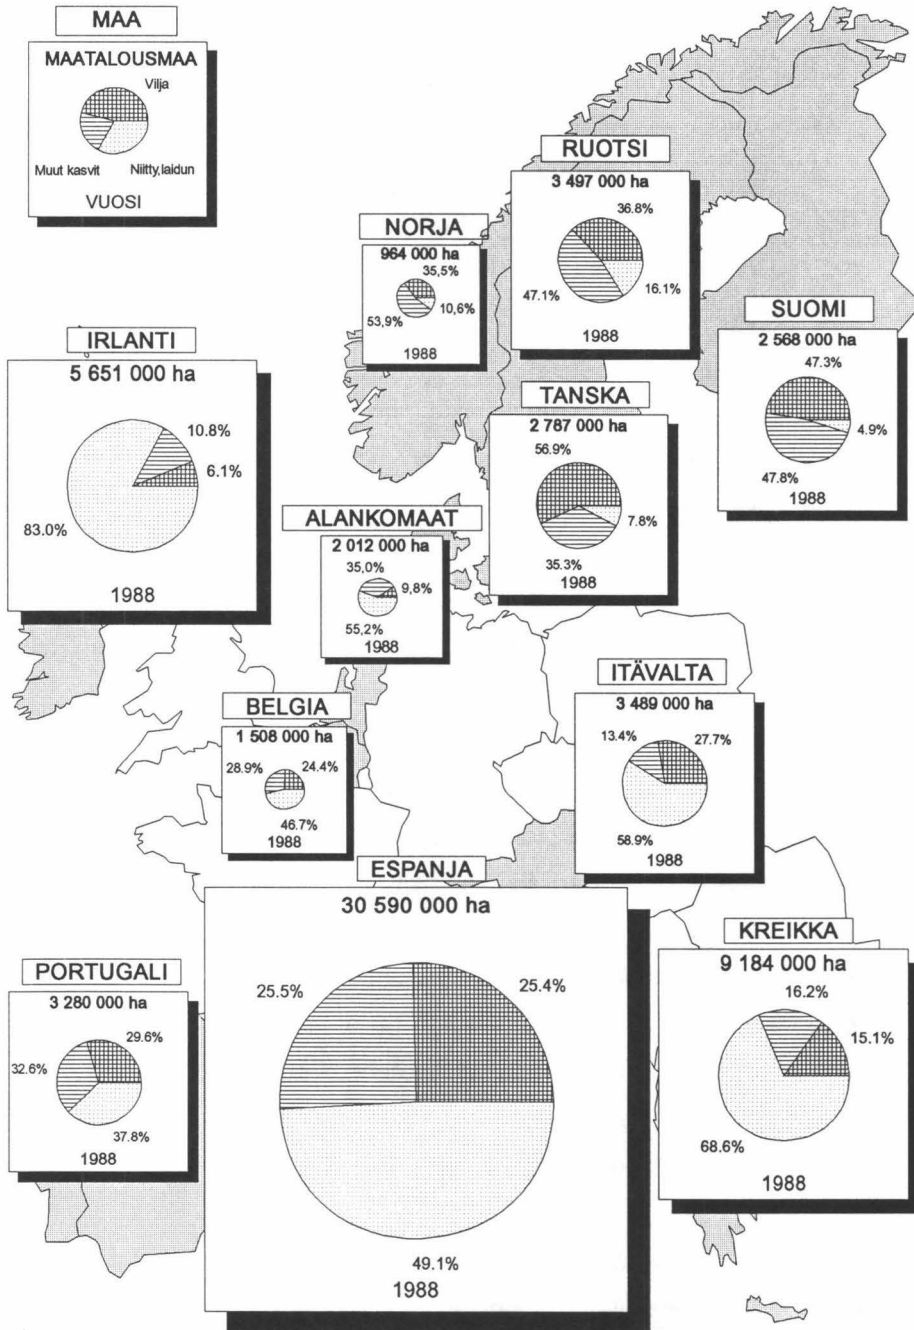 MAA
MAATALOUSMAA
Vilja
Muut kasvit
Niitty,laidun
VUOSI
RUOTSI
3 497 000 ha
36.8%
47.1%
16.1%
1988
NORJA
964 000 ha
35,5%
10,6%
53,9%
1988
SUOMI
2 568 000 ha
47.3%
4.9%
47.8%
1988
IRLANTI
5 651 000 ha
10.8%
6.1%
83.0%
1988
TANSKA
2 787 000 ha
56.9%
7.8%
35.3%
1988
ALANKOMAAT
2 012 000 ha
35,0%
9,8%
55,2%
1988
ITÄVALTA
3 489 000 ha
13.4%
27.7%
58.9%
1988
BELGIA
1 508 000 ha
28.9%
24.4%
46.7%
1988
ESPANJA
30 590 000 ha
25.5%
25.4%
49.1%
1988
KREIKKA
9 184 000 ha
16.2%
15.1%
68.6%
1988
PORTUGALI
3 280 000 ha
29.6%
32.6%
37.8%
1988